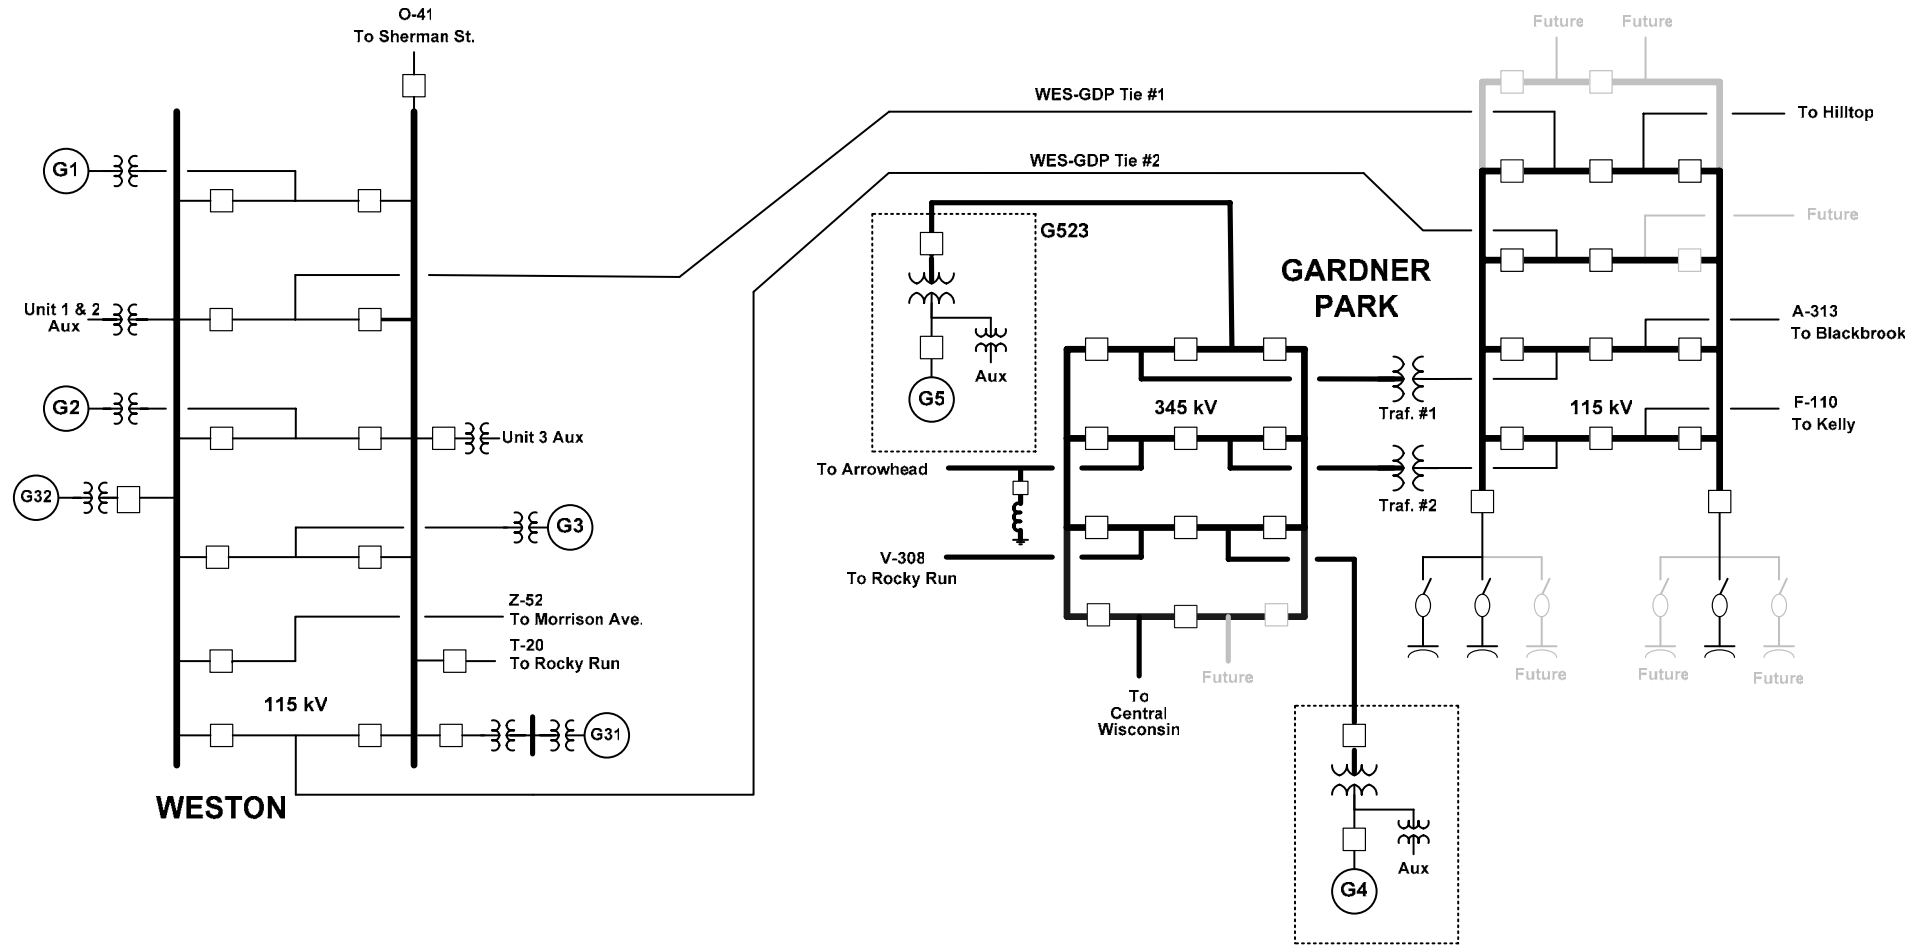 O-41
To Sherman St.
Future
Future
WES-GDP Tie #1
To Hilltop
WES-GDP Tie #2
G1
Future
G523
GARDNER
PARK
Unit 1 & 2
Aux
A-313
To Blackbrook
Aux
G5
G2
345 kV
Traf. #1
115 kV
F-110
To Kelly
Unit 3 Aux
To Arrowhead
G32
Traf. #2
G3
V-308
To Rocky Run
Z-52
To Morrison Ave.
T-20
To Rocky Run
Future
Future
Future
Future
115 kV
To
Central
Wisconsin
G31
WESTON
Aux
G4